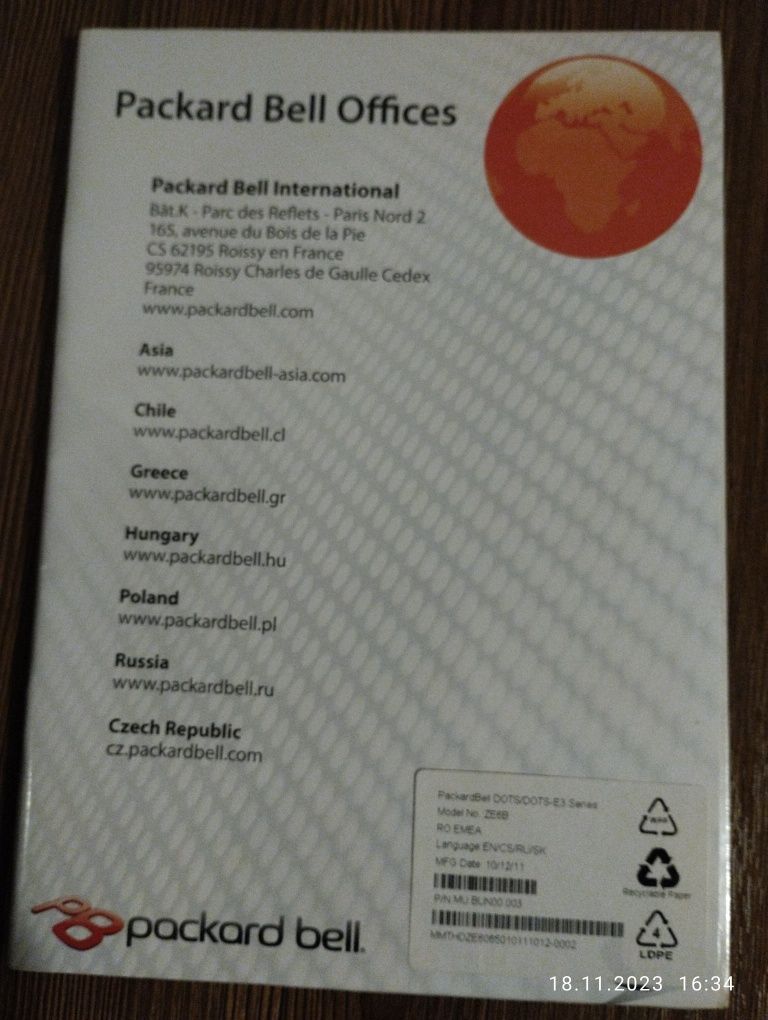 Packard Bell Offices
Packard Bell International
Bât.K - Parc des Reflets - Paris Nord 2
165, avenue du Bois de la Pie
CS 62195 Roissy en France
95974 Roissy Charles de Gaulle Cedex
France
www.packardbell.com
Asia
www.packardbell-asia.com
Chile
www.packardbell.cl
Greece
www.packardbell.gr
Hungary
www.packardbell.hu
Poland
www.packardbell.pl
Russia
www.packardbell.ru
Czech Republic
cz.packardbell.com
PackardBell DOTS/DOTS-E3 Series
Model No. ZE6B
RO EMEA
Language EN/CS/RU/SK
MFG Date 10/12/11
P/N MU.BLN00.003
Recyclable Paper
4
LDPE
packard bell.
18.11.2023 16:34